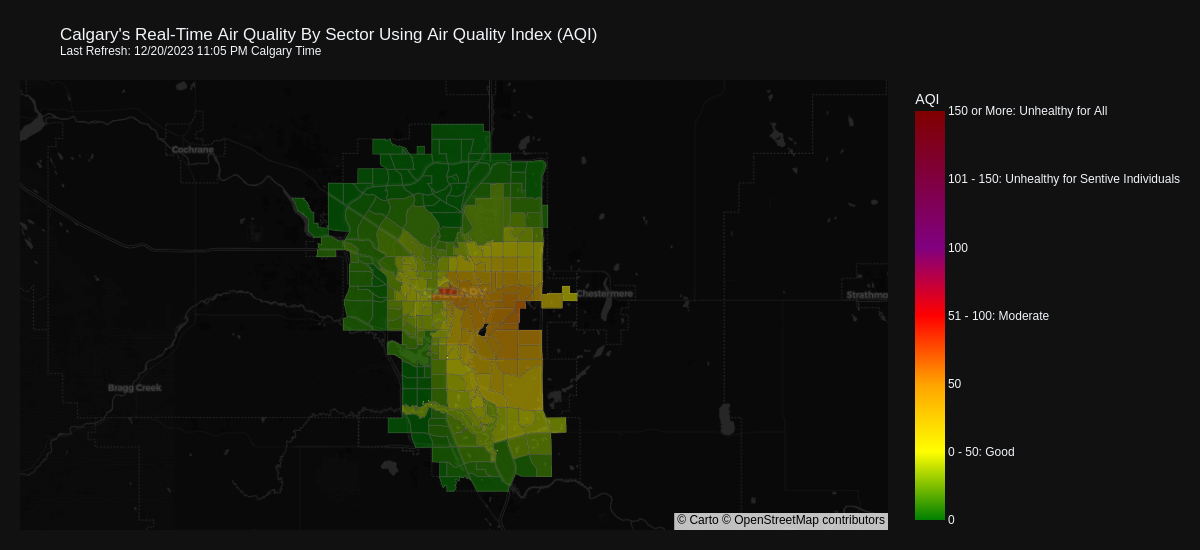 Calgary's Real-Time Air Quality By Sector Using Air Quality Index (AQI)
Last Refresh: 12/20/2023 11:05 PM Calgary Time
AQI
150 or More: Unhealthy for All
101 - 150: Unhealthy for Sentive Individuals
100
51 - 100: Moderate
50
0 - 50: Good
0
Cochrane
CALGARY
Chestermere
Strathmo
Bragg Creek
© Carto © OpenStreetMap contributors